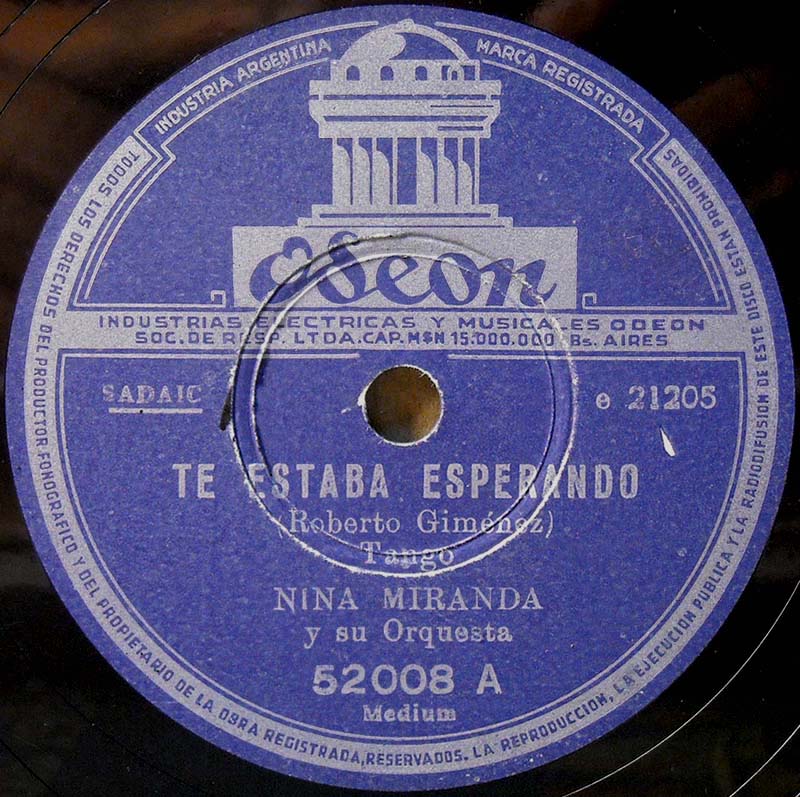 INDUSTRIA ARGENTINA
MARCA REGISTRADA
Odeon
INDUSTRIAS ELECTRICAS Y MUSICALES ODEON
SOC. DE RESP. LTDA. CAP. M$N 15.000.000 Bs. AIRES
SADAIC
e 21205
TE ESTABA ESPERANDO
(Roberto Giménez)
Tango
NINA MIRANDA
y su Orquesta
52008 A
Medium
TODOS LOS DERECHOS DEL PRODUCTOR FONOGRAFICO Y DEL PROPIETARIO DE LA OBRA REGISTRADA, RESERVADOS. LA REPRODUCCION, LA EJECUCION PUBLICA Y LA RADIODIFUSION DE ESTE DISCO ESTAN PROHIBIDAS